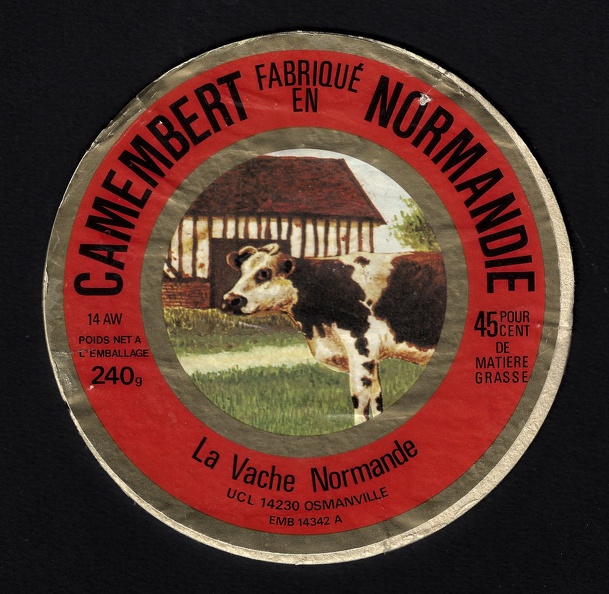 CAMEMBERT
FABRIQUÉ
EN
NORMANDIE
14 AW
POIDS NET A
L'EMBALLAGE
240g
45 POUR
CENT
DE
MATIERE
GRASSE
La Vache Normande
UCL 14230 OSMANVILLE
EMB 14342 A